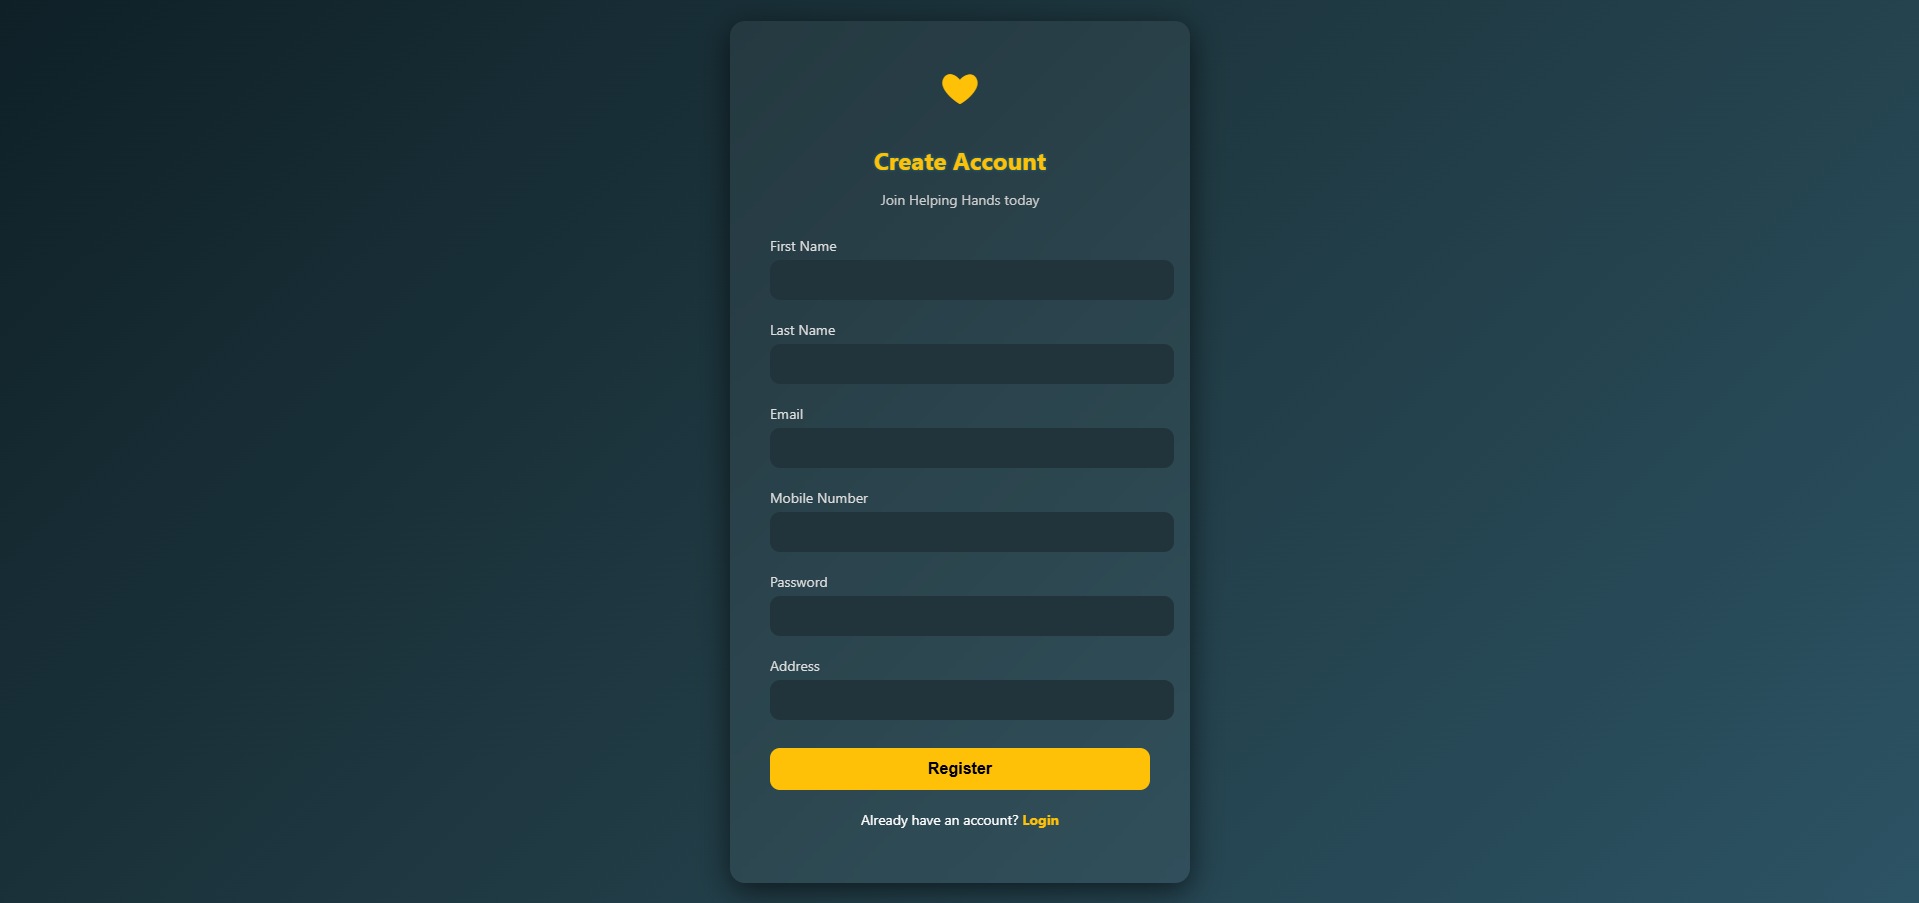 Create Account
Join Helping Hands today
First Name
Last Name
Email
Mobile Number
Password
Address
Register
Already have an account? Login